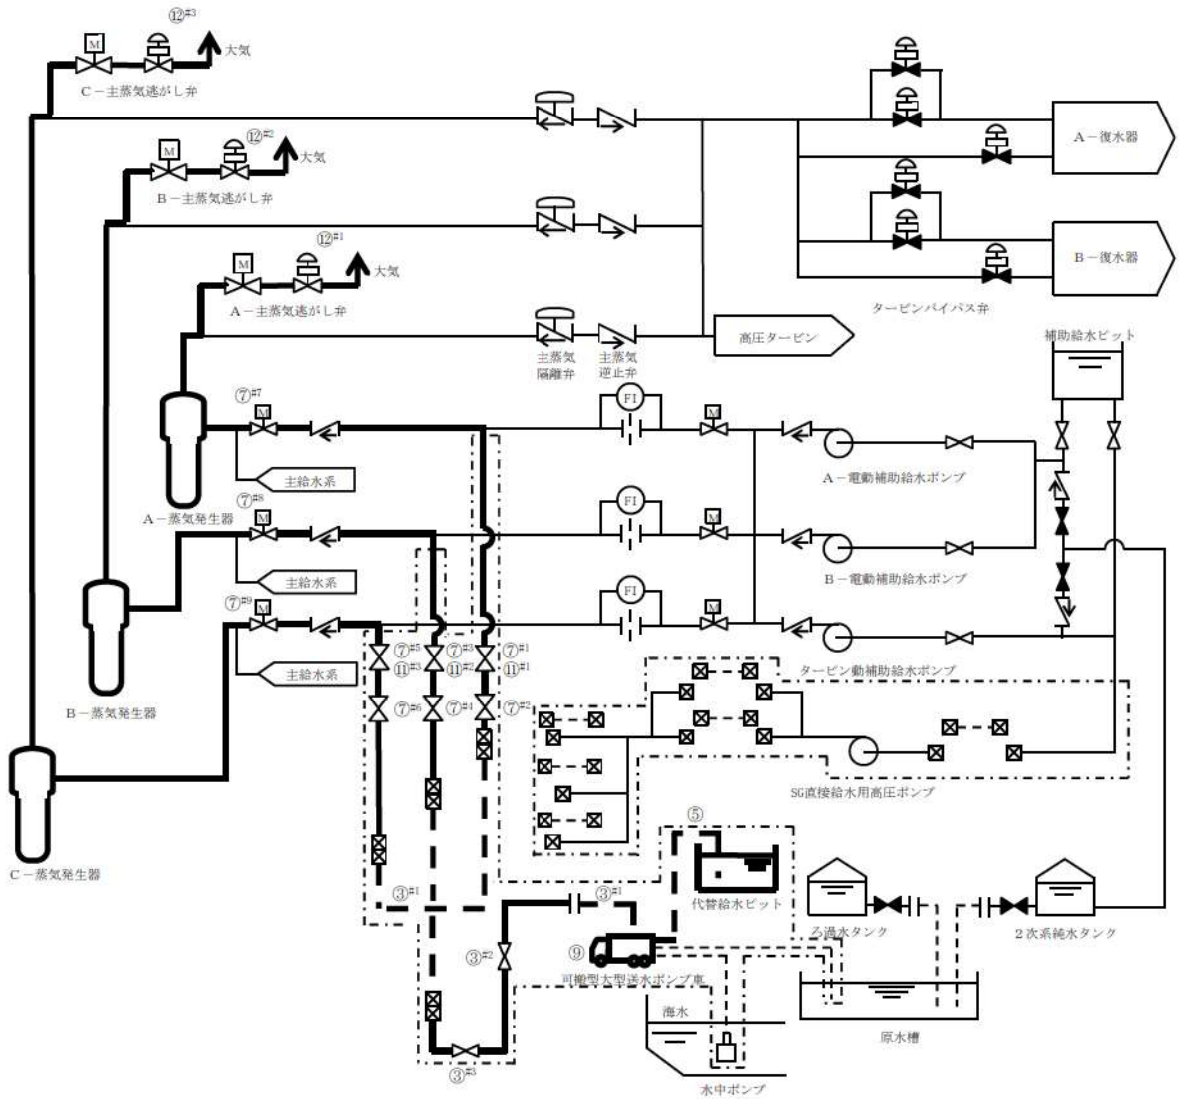 ⑫#3
M
大気
C－主蒸気逃がし弁
⑫#2
M
大気
B－主蒸気逃がし弁
⑫#1
M
大気
A－主蒸気逃がし弁
A－復水器
B－復水器
タービンバイパス弁
高圧タービン
主蒸気
隔離弁
主蒸気
逆止弁
補助給水ピット
⑦#7
M
FI
M
主給水系
A－電動補助給水ポンプ
A－蒸気発生器
⑦#8
M
FI
M
主給水系
B－電動補助給水ポンプ
⑦#9
M
FI
M
主給水系
タービン動補助給水ポンプ
⑦#5
⑦#3
⑦#1
⑪#3
⑪#2
⑪#1
⑦#6
⑦#4
⑦#2
B－蒸気発生器
SG直接給水用高圧ポンプ
C－蒸気発生器
⑤
代替給水ピット
③#1
③#1
ろ過水タンク
2次系純水タンク
③#2
⑨
可搬型大型送水ポンプ車
海水
原水槽
③#3
水中ポンプ